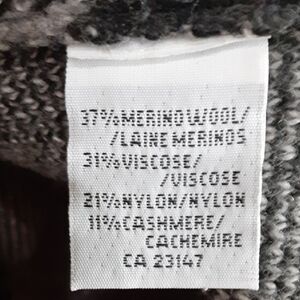 37%MERINO WOOL/
/LAINE MERINOS
31%VISCOSE/
/VISCOSE
21%NYLON/NYLON
11%CASHMERE/
CACHEMIRE
CA 23147